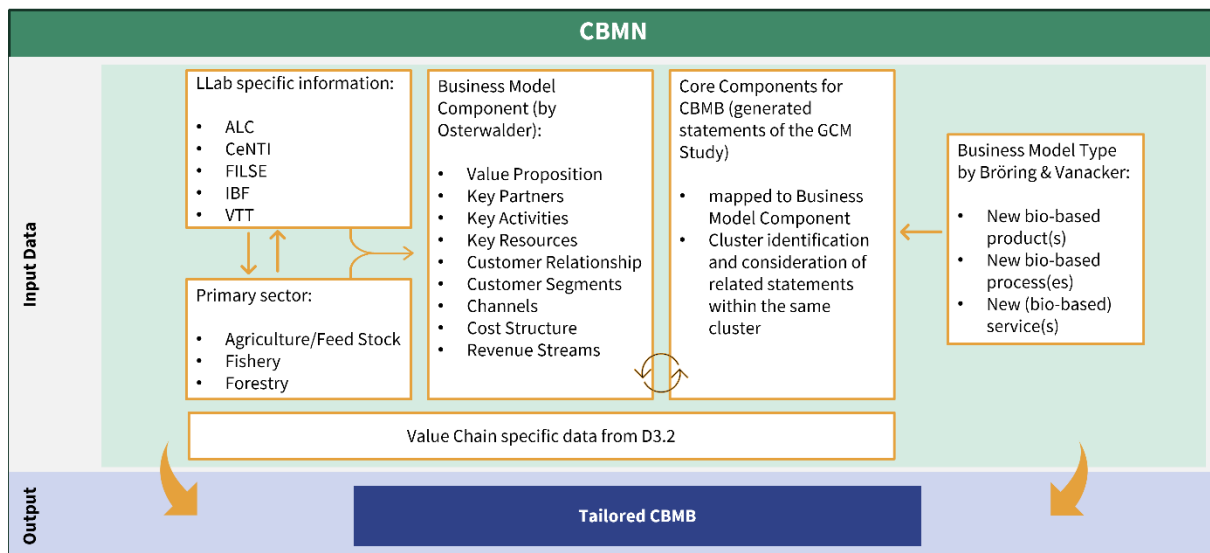 CBMN
Input Data
LLab specific information:
• ALC
• CeNTI
• FILSE
• IBF
• VTT
Primary sector:
• Agriculture/Feed Stock
• Fishery
• Forestry
Business Model
Component (by
Osterwalder):
• Value Proposition
• Key Partners
• Key Activities
• Key Resources
• Customer Relationship
• Customer Segments
• Channels
• Cost Structure
• Revenue Streams
Core Components for
CBMB (generated
statements of the GCM
Study)
• mapped to Business
Model Component
• Cluster identification
and consideration of
related statements
within the same
cluster
Business Model Type
by Bröring & Vanacker:
• New bio-based
product(s)
• New bio-based
process(es)
• New (bio-based)
service(s)
Value Chain specific data from D3.2
Output
Tailored CBMB